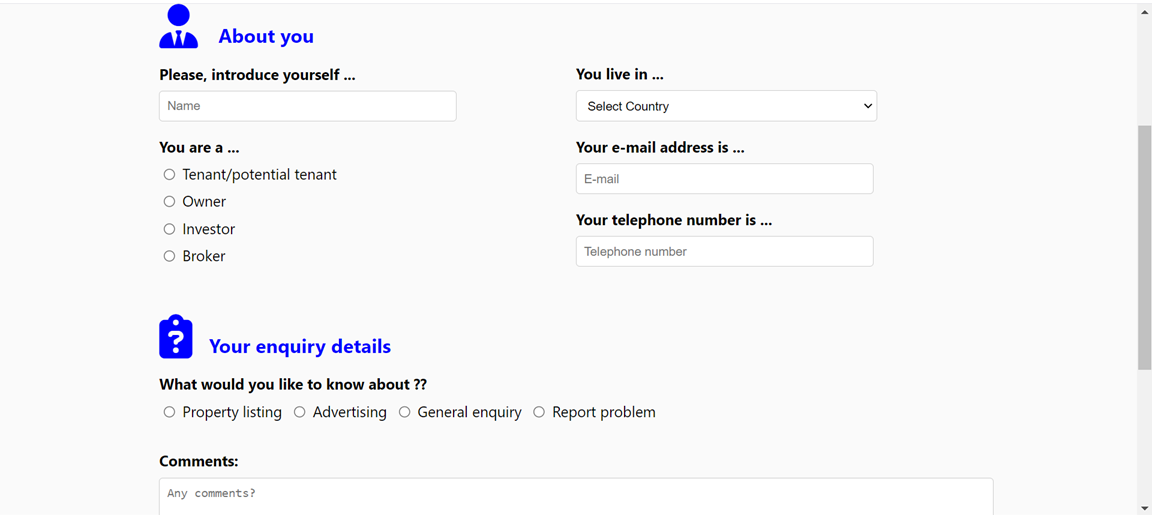 About you
Please, introduce yourself ...
Name
You are a ...
Tenant/potential tenant
Owner
Investor
Broker
You live in ...
Select Country
Your e-mail address is ...
E-mail
Your telephone number is ...
Telephone number
?
Your enquiry details
What would you like to know about ??
Property listing Advertising General enquiry Report problem
Comments:
Any comments?